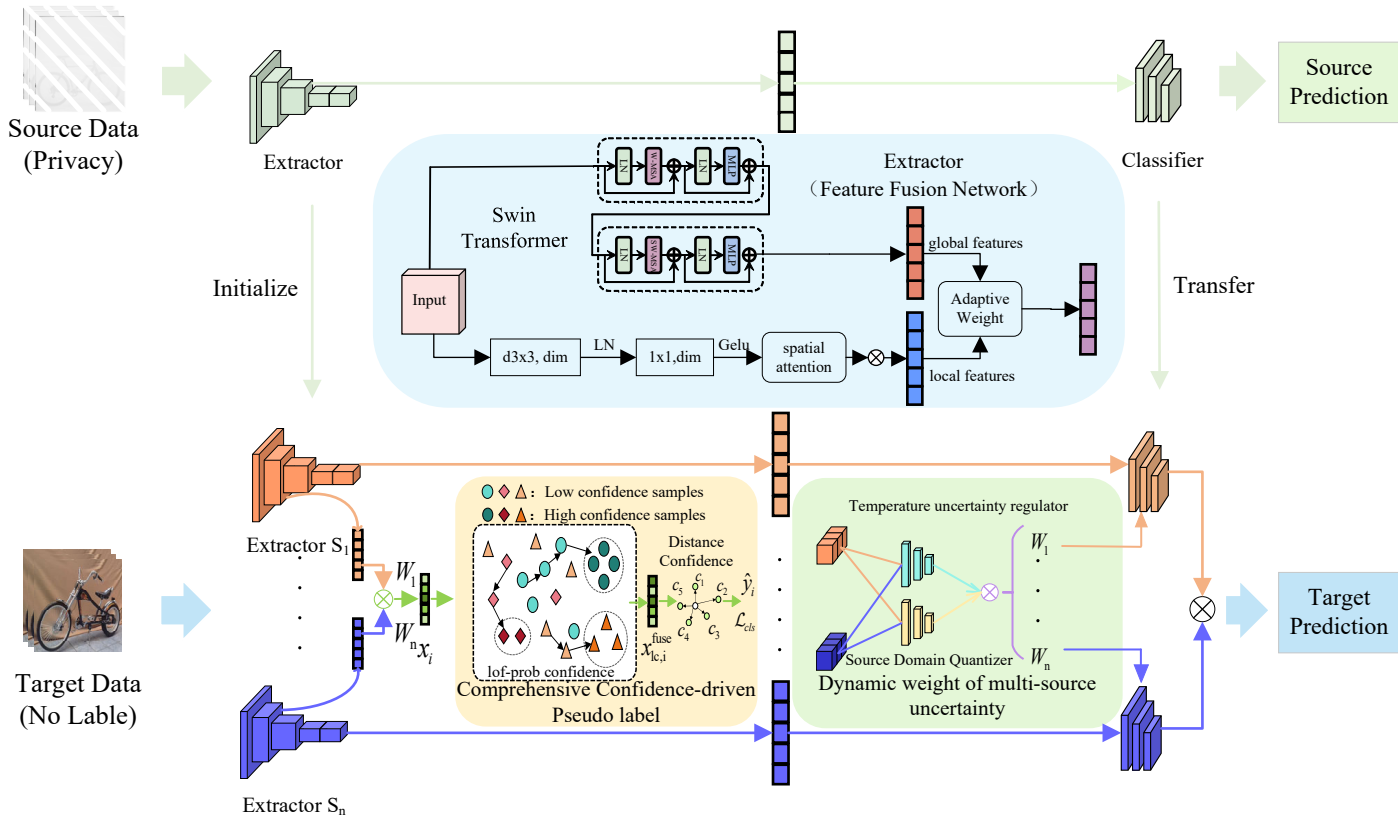 Source Data
(Privacy)
Extractor
Classifier
Source
Prediction
Initialize
Transfer
Extractor
（Feature Fusion Network）
Swin
Transformer
LN
W-MSA
LN
MLP
LN
SW-MSA
LN
MLP
Input
d3x3, dim
LN
1x1,dim
Gelu
spatial
attention
global features
local features
Adaptive
Weight
Target Data
(No Lable)
Extractor S1
Extractor Sn
W1
Wn
xi
: Low confidence samples
: High confidence samples
lof-prob confidence
Distance
Confidence
c1
c2
c3
c4
c5
x^fuse_lc,i
ŷi
ℒcls
Comprehensive Confidence-driven
Pseudo label
Temperature uncertainty regulator
Source Domain Quantizer
W1
Wn
Dynamic weight of multi-source
uncertainty
Target
Prediction